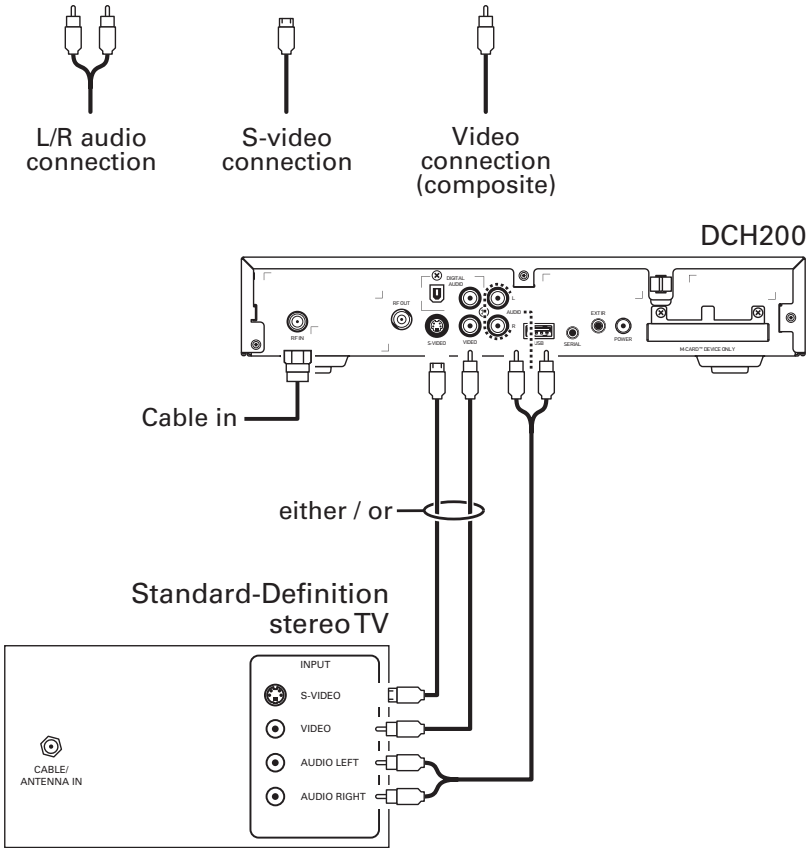 L/R audio
connection
S-video
connection
Video
connection
(composite)
DCH200
DIGITAL
AUDIO
RF OUT
L
AUDIO
R
EXT IR
RF IN
S-VIDEO
VIDEO
USB
SERIAL
POWER
M-CARD™ DEVICE ONLY
Cable in
either / or
Standard-Definition
stereo TV
INPUT
S-VIDEO
VIDEO
CABLE/
ANTENNA IN
AUDIO LEFT
AUDIO RIGHT